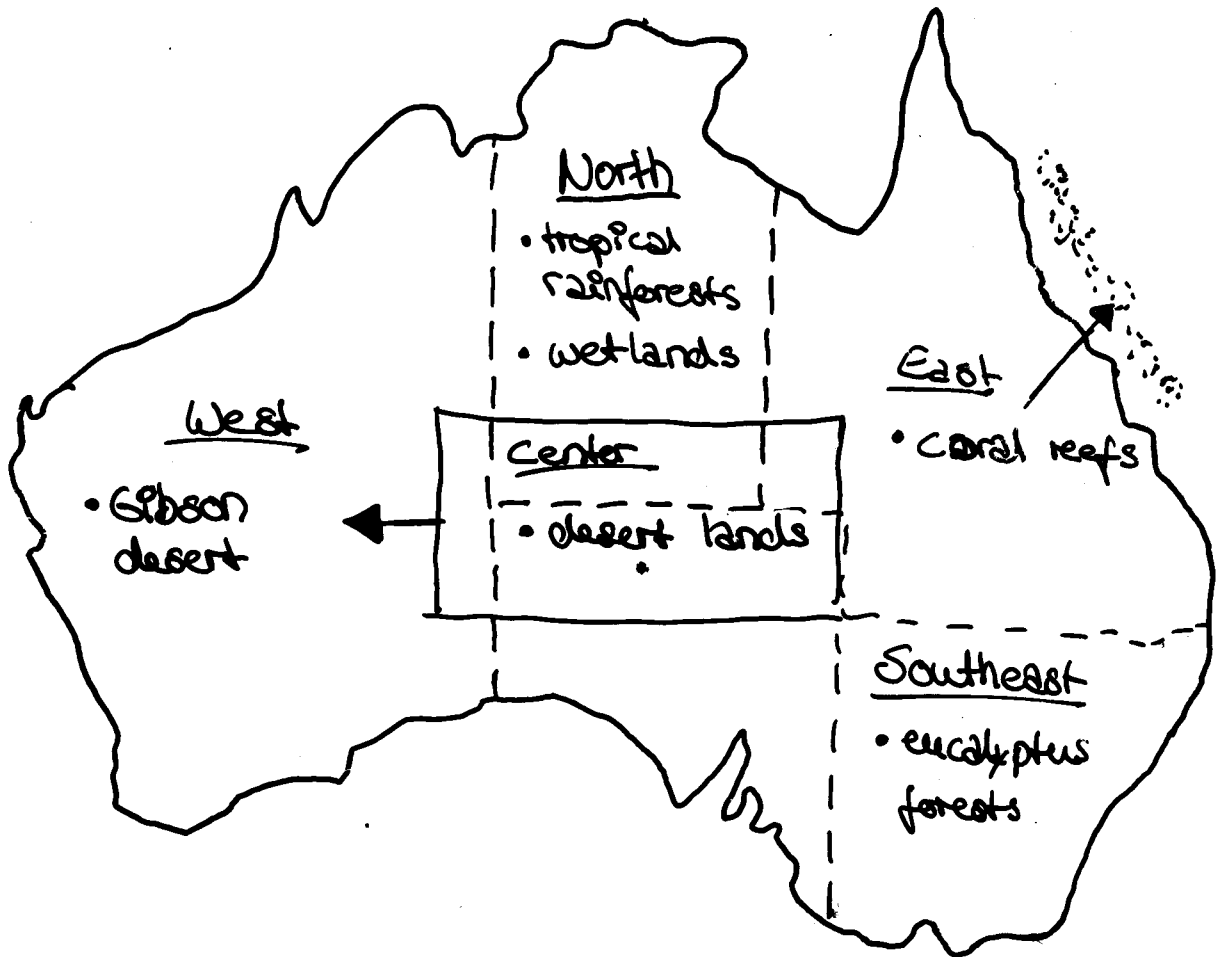 North
• tropical
rainforests
• wetlands
West
• Gibson
desert
Center
• desert lands
East
• coral reefs
Southeast
• eucalyptus
forests